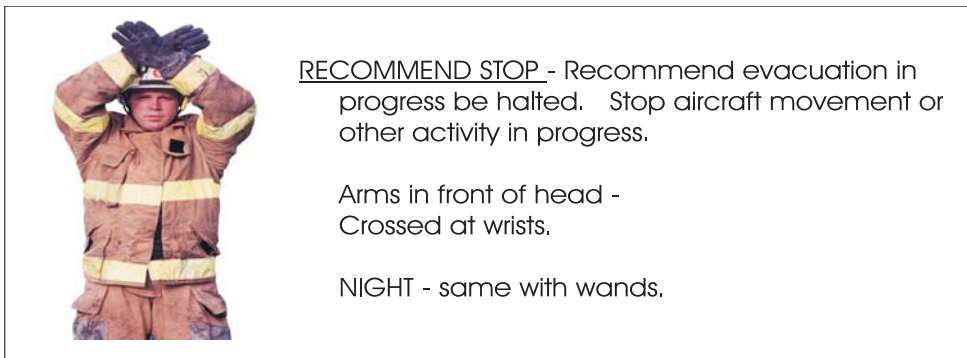 RECOMMEND STOP - Recommend evacuation in
progress be halted. Stop aircraft movement or
other activity in progress.
Arms in front of head -
Crossed at wrists.
NIGHT - same with wands.